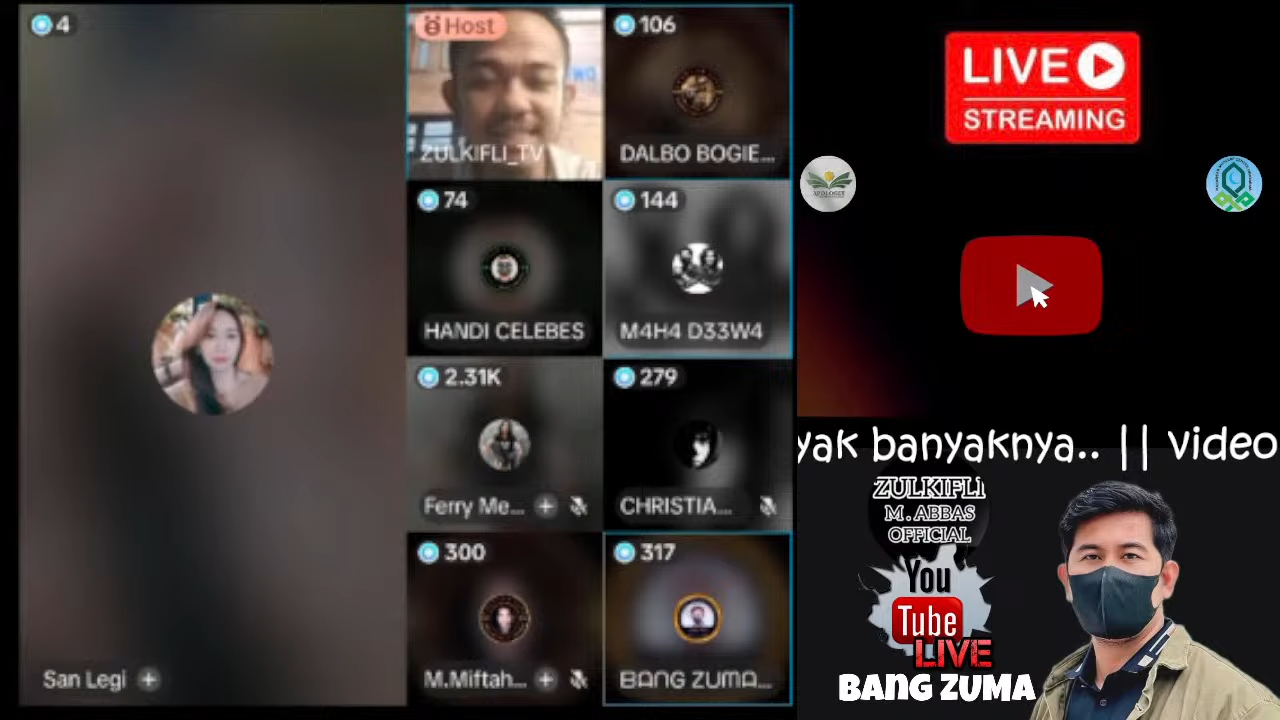 4
Host
ZULKIFLI_TV
106
DALBO BOGIE...
74
HANDI CELEBES
144
M4H4 D33W4
2.31K
Ferry Me...
279
CHRISTIA...
300
M.Miftah...
317
BANG ZUMA...
San Legi
LIVE
STREAMING
yak banyaknya.. || video
ZULKIFLI
M. ABBAS
OFFICIAL
You
Tube
LIVE
BANG ZUMA